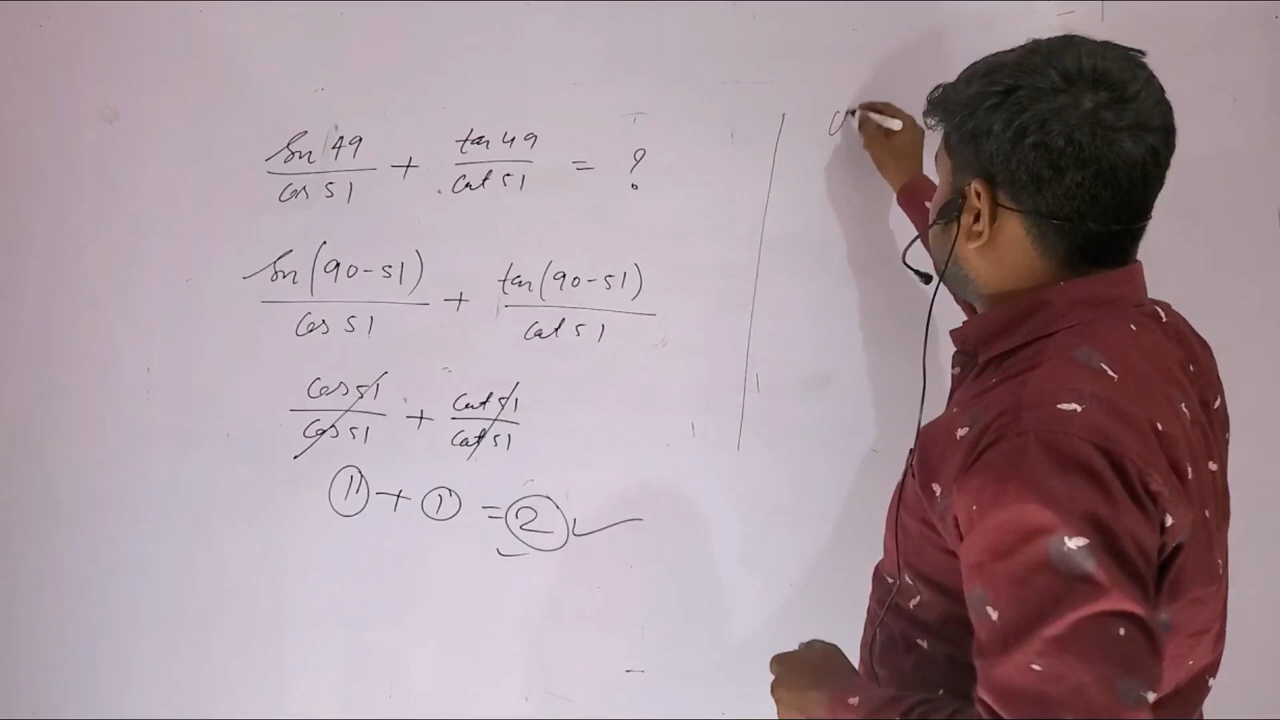 sin 49/cos 51 + tan 49/cot 51 = ?
sin(90-51)/cos 51 + tan(90-51)/cot 51
cos 51/cos 51 + cot 51/cot 51
1 + 1 = 2